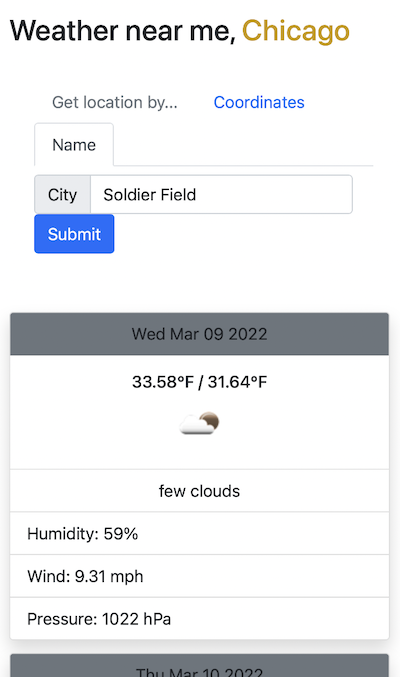 Weather near me, Chicago
Get location by...
Coordinates
Name
City
Soldier Field
Submit
Wed Mar 09 2022
33.58°F / 31.64°F
few clouds
Humidity: 59%
Wind: 9.31 mph
Pressure: 1022 hPa
Thu Mar 10 2022